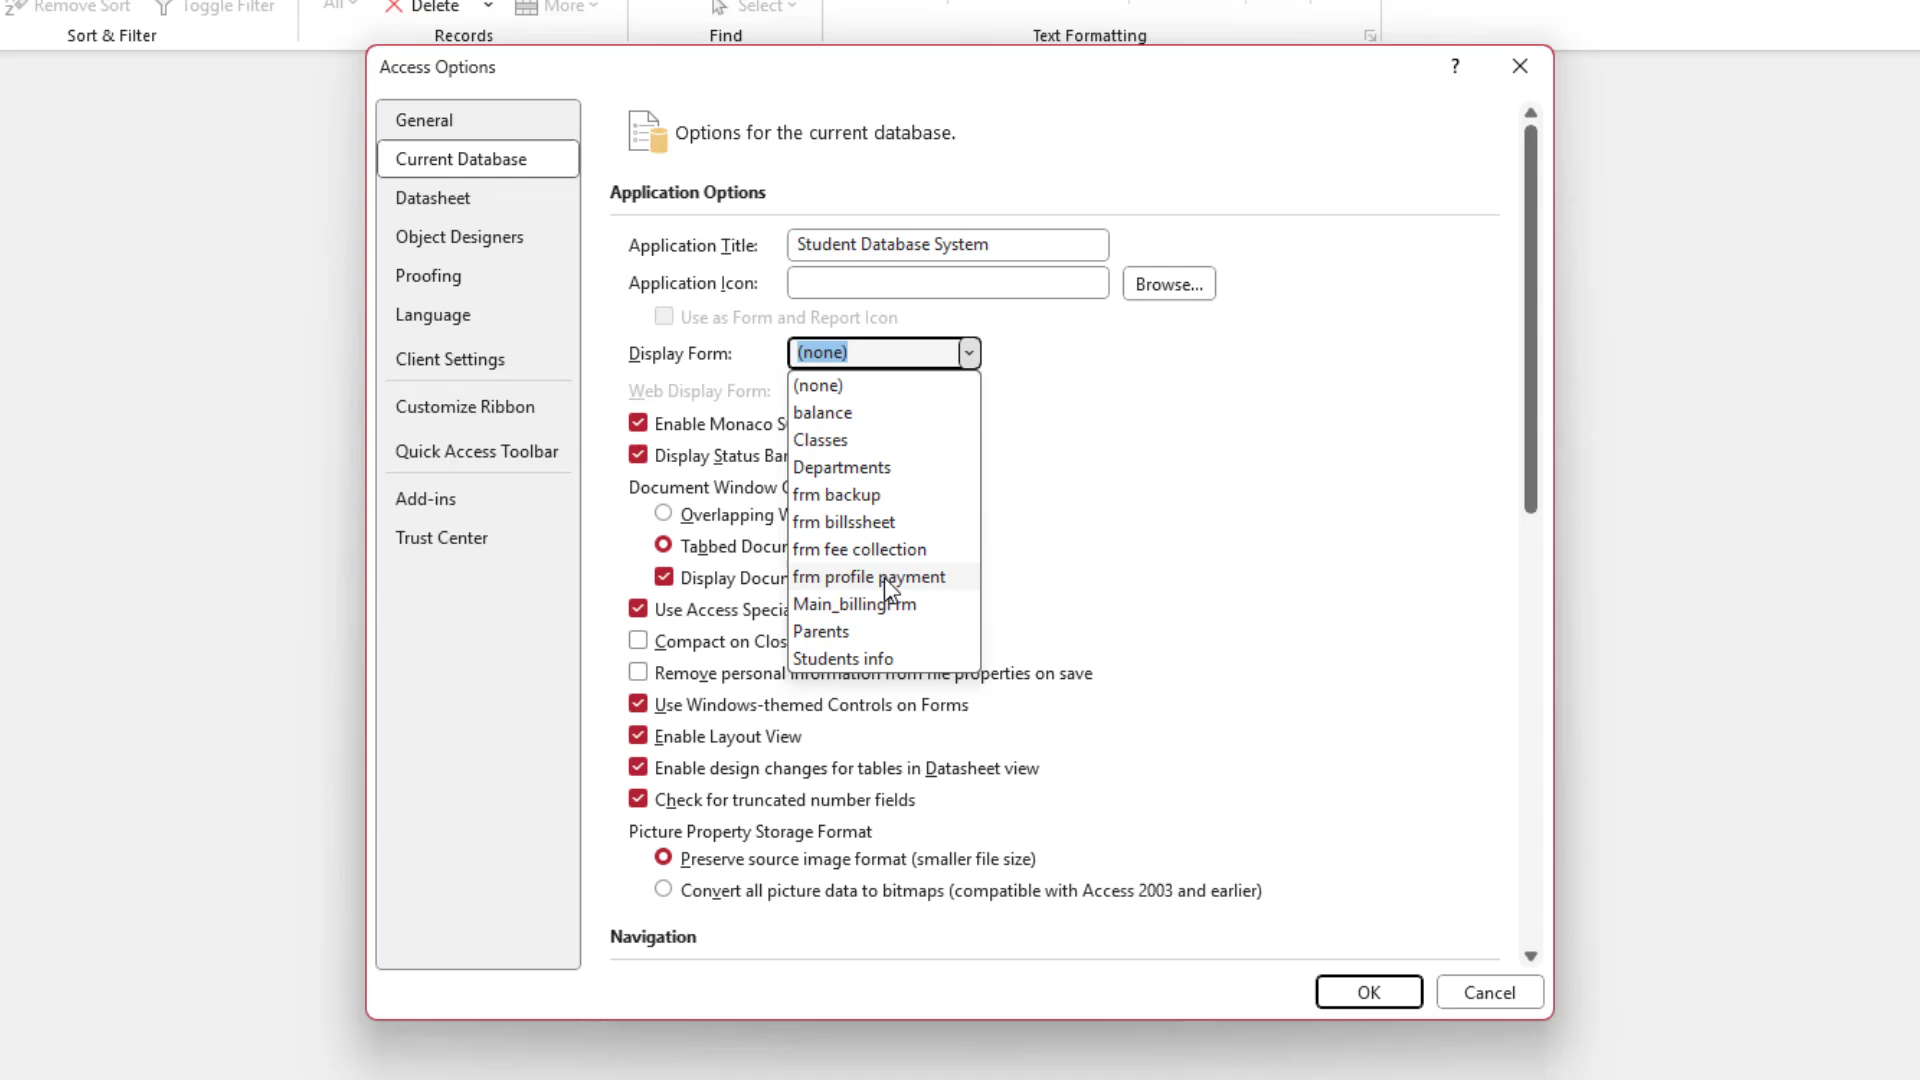 Remove Sort
Toggle Filter
All
Delete
More
Select
Sort & Filter
Records
Find
Text Formatting
Access Options
?
General
Current Database
Datasheet
Object Designers
Proofing
Language
Client Settings
Customize Ribbon
Quick Access Toolbar
Add-ins
Trust Center
Options for the current database.
Application Options
Application Title:
Student Database System
Application Icon:
Browse...
Use as Form and Report Icon
Display Form:
(none)
Web Display Form:
(none)
balance
Classes
Departments
frm backup
frm billssheet
frm fee collection
frm profile payment
Main_billingFrm
Parents
Students info
Enable Monaco S
Display Status Bar
Document Window
Overlapping
Tabbed Docu
Display Docu
Use Access Specia
Compact on Clos
Remove personal information from file properties on save
Use Windows-themed Controls on Forms
Enable Layout View
Enable design changes for tables in Datasheet view
Check for truncated number fields
Picture Property Storage Format
Preserve source image format (smaller file size)
Convert all picture data to bitmaps (compatible with Access 2003 and earlier)
Navigation
OK
Cancel